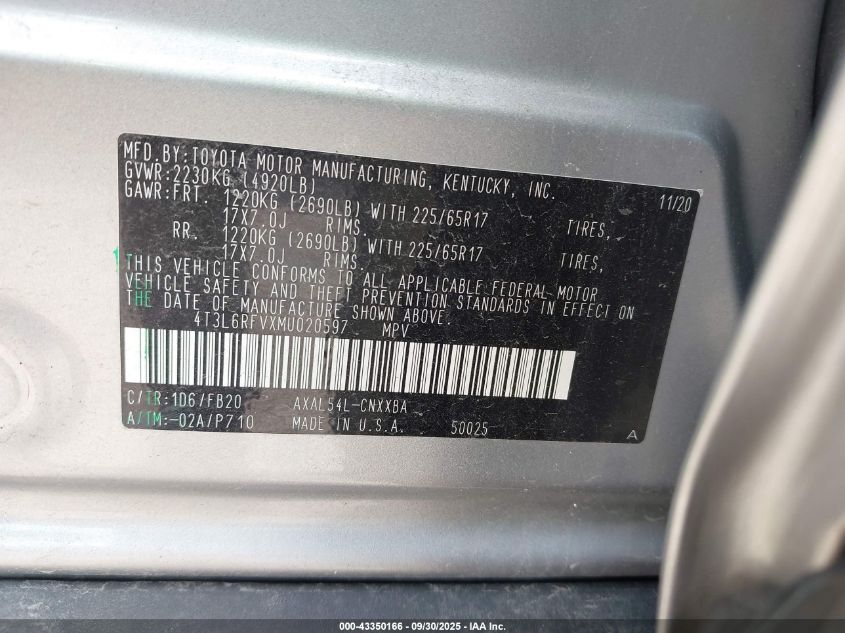 MFD.BY:TOYOTA MOTOR MANUFACTURING, KENTUCKY, INC.
GVWR:2230KG (4920LB) 11/20
GAWR:FRT. 1220KG (2690LB) WITH 225/65R17 TIRES,
17X7.0J RIMS.
RR. 1220KG (2690LB) WITH 225/65R17 TIRES,
17X7.0J RIMS.
THIS VEHICLE CONFORMS TO ALL APPLICABLE FEDERAL MOTOR
VEHICLE SAFETY AND THEFT PREVENTION STANDARDS IN EFFECT ON
THE DATE OF MANUFACTURE SHOWN ABOVE.
4T3L6RFVXMU020597 MPV
C/TR:1D6/FB20 AXAL54L-CNXXBA
A/TM:-02A/P710 MADE IN U.S.A. 50025 A
000-43350166 - 09/30/2025 - IAA Inc.